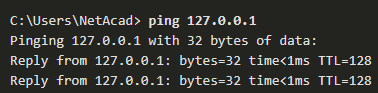 C:\Users\NetAcad> ping 127.0.0.1
Pinging 127.0.0.1 with 32 bytes of data:
Reply from 127.0.0.1: bytes=32 time<1ms TTL=128
Reply from 127.0.0.1: bytes=32 time<1ms TTL=128